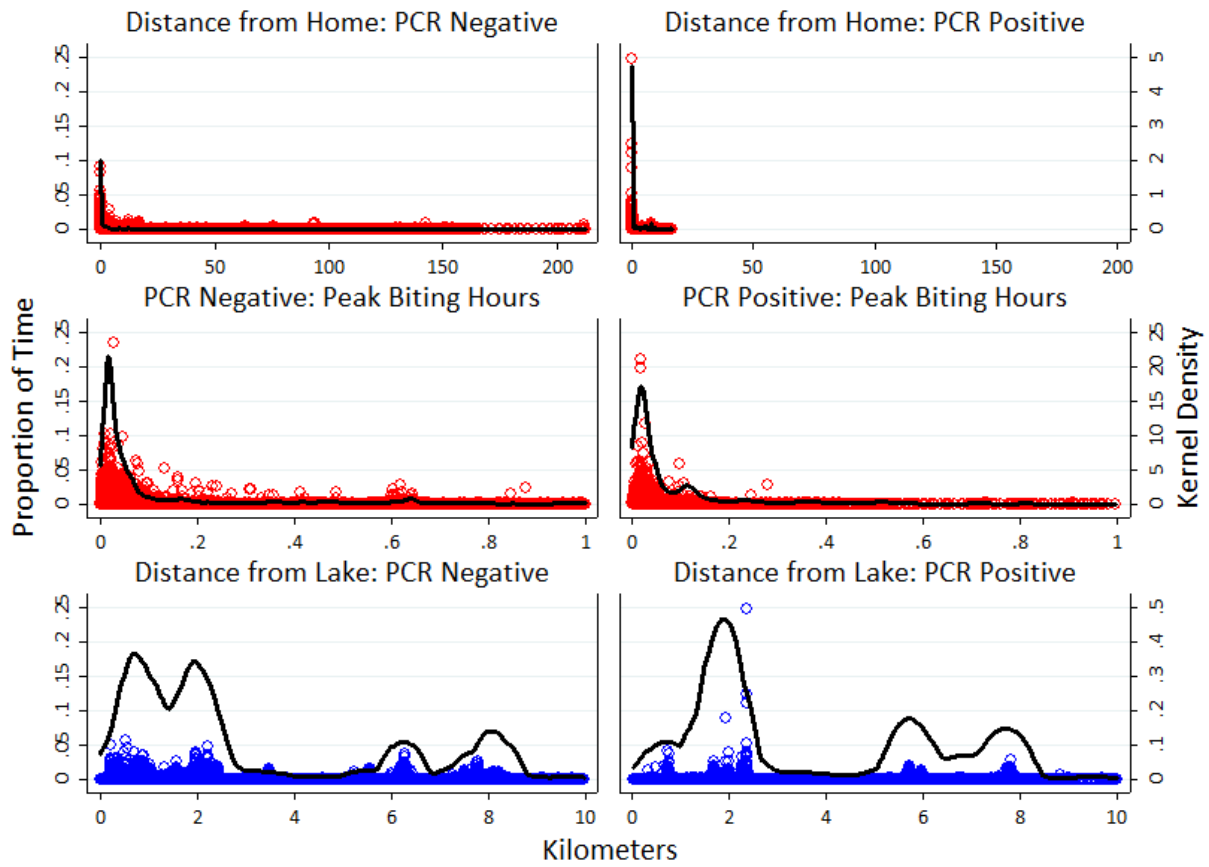 Distance from Home: PCR Negative
Distance from Home: PCR Positive
0 .05 .1 .15 .2 .25
0 50 100 150 200
0 50 100 150 200
0 1 2 3 4 5
PCR Negative: Peak Biting Hours
PCR Positive: Peak Biting Hours
Proportion of Time
0 .05 .1 .15 .2 .25
0 .2 .4 .6 .8 1
0 .2 .4 .6 .8 1
0 5 10 15 20 25
Kernel Density
Distance from Lake: PCR Negative
Distance from Lake: PCR Positive
0 .05 .1 .15 .2 .25
0 2 4 6 8 10
0 2 4 6 8 10
0 .1 .2 .3 .4 .5
Kilometers